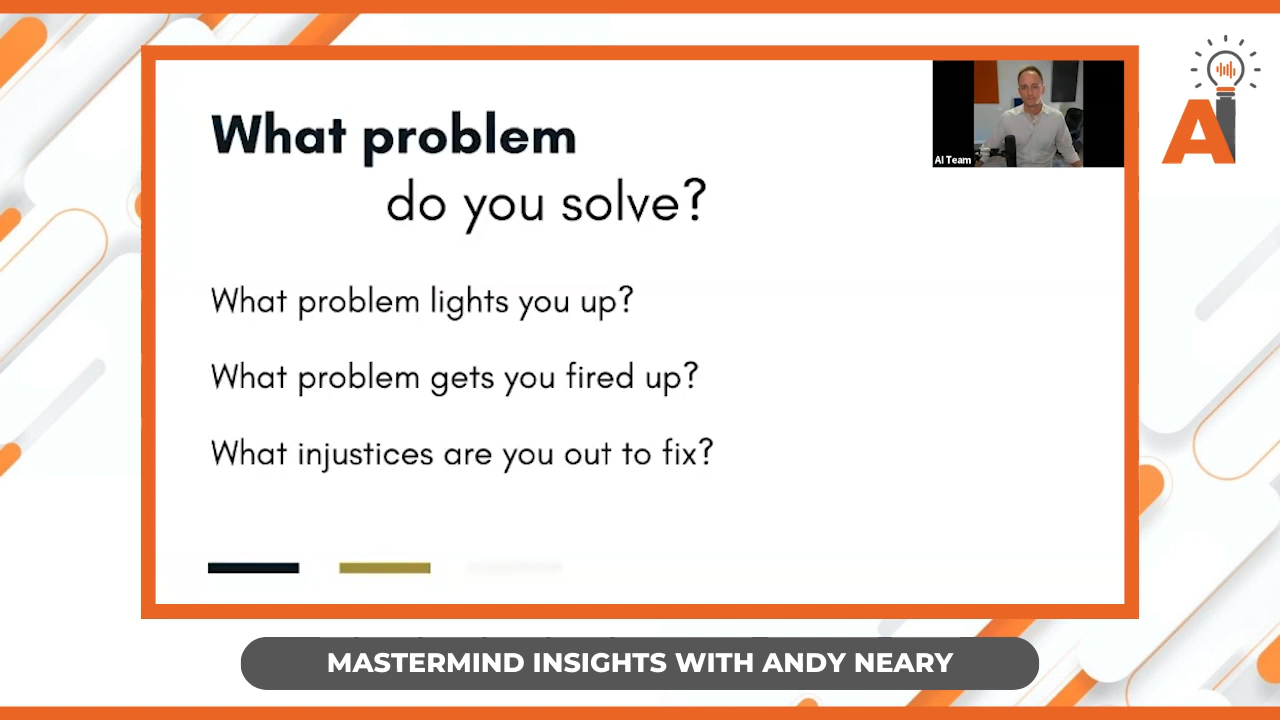 What problem
do you solve?
What problem lights you up?
What problem gets you fired up?
What injustices are you out to fix?
AI Team
AI
MASTERMIND INSIGHTS WITH ANDY NEARY